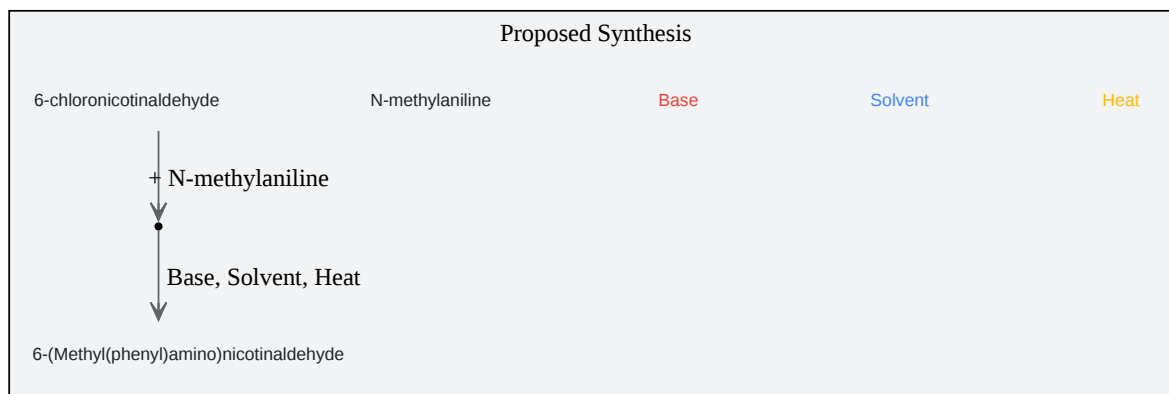 Proposed Synthesis
6-chloronicotinaldehyde N-methylaniline Base Solvent Heat
+ N-methylaniline
Base, Solvent, Heat
6-(Methyl(phenyl)amino)nicotinaldehyde